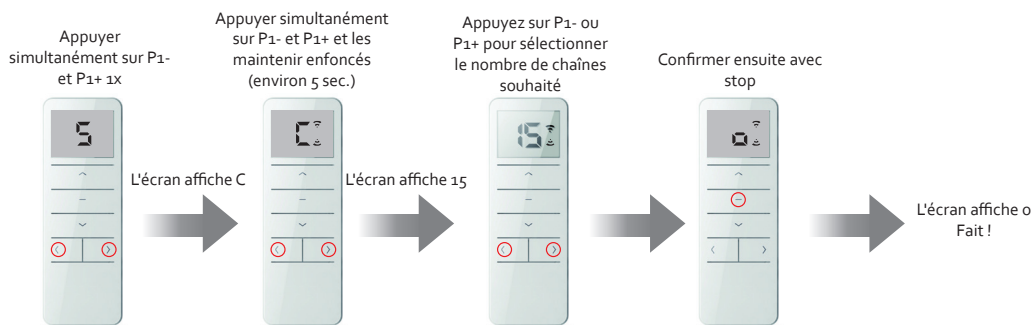 Appuyer
simultanément sur P1-
et P1+ 1x
S
L'écran affiche C
Appuyer simultanément
sur P1- et P1+ et les
maintenir enfoncés
(environ 5 sec.)
C
L'écran affiche 15
Appuyez sur P1- ou
P1+ pour sélectionner
le nombre de chaînes
souhaité
15
Confirmer ensuite avec
stop
o
L'écran affiche o
Fait !